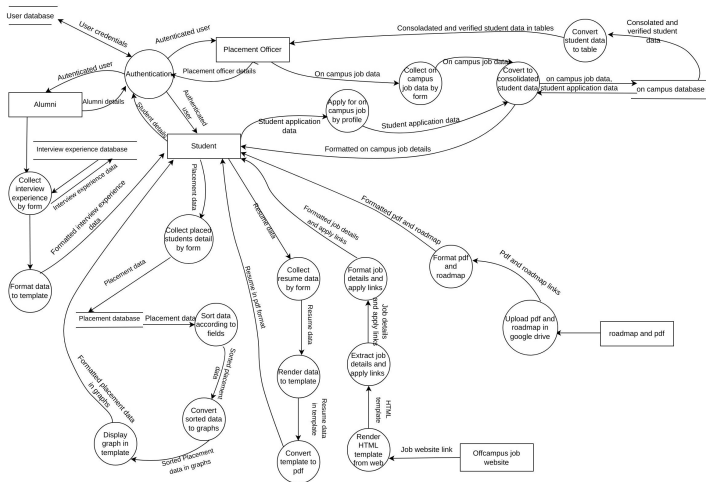 User database
User credentials
Autenticated user
Placement Officer
Consoladated and verified student data in tables
Convert
student data
to table
Consolated and
verified student
data
Autenticated user
Authentication
Placement officer details
On campus job data
Collect on
campus
job data by
form
On campus job data
Covert to
consolidated
student data
on campus job data,
student application data
on campus database
Alumni
Alumni details
Student details
Authenticated
user
Apply for on
campus job
by profile
Student application
data
Student application data
Student
Formatted on campus job details
Interview experience database
Collect
interview
experience
by form
Interview experience data
Formatted interview experience
data
Format data
to template
Placement data
Collect placed
students detail
by form
Placement data
Placement database
Placement data
Sort data
according to
fields
Sorted placement
data
Convert
sorted data
to graphs
Sorted Placement
data in graphs
Display
graph in
template
Formatted placement data
in graphs
Resume data
Collect
resume data
by form
Resume data
Render data
to template
Resume data
in template
Convert
template to
pdf
Resume in pdf format
Formatted job details
and apply links
Format job
details and
apply links
Job details
and apply links
Extract job
details and
apply links
HTML
template
Render
HTML
template
from web
Job website link
Offcampus job
website
Formatted pdf and roadmap
Format pdf
and
roadmap
Pdf and roadmap links
Upload pdf and
roadmap in
google drive
roadmap and pdf